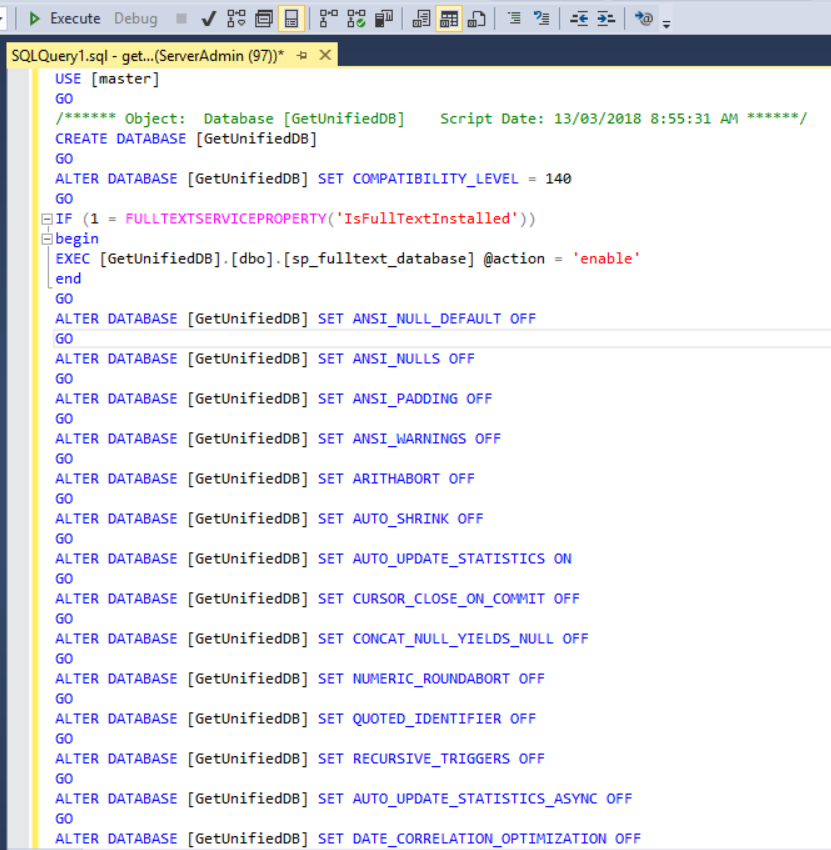 Execute Debug
SQLQuery1.sql - get...(ServerAdmin (97))*
USE [master]
GO
/****** Object:  Database [GetUnifiedDB]    Script Date: 13/03/2018 8:55:31 AM ******/
CREATE DATABASE [GetUnifiedDB]
GO
ALTER DATABASE [GetUnifiedDB] SET COMPATIBILITY_LEVEL = 140
GO
IF (1 = FULLTEXTSERVICEPROPERTY('IsFullTextInstalled'))
begin
EXEC [GetUnifiedDB].[dbo].[sp_fulltext_database] @action = 'enable'
end
GO
ALTER DATABASE [GetUnifiedDB] SET ANSI_NULL_DEFAULT OFF
GO
ALTER DATABASE [GetUnifiedDB] SET ANSI_NULLS OFF
GO
ALTER DATABASE [GetUnifiedDB] SET ANSI_PADDING OFF
GO
ALTER DATABASE [GetUnifiedDB] SET ANSI_WARNINGS OFF
GO
ALTER DATABASE [GetUnifiedDB] SET ARITHABORT OFF
GO
ALTER DATABASE [GetUnifiedDB] SET AUTO_SHRINK OFF
GO
ALTER DATABASE [GetUnifiedDB] SET AUTO_UPDATE_STATISTICS ON
GO
ALTER DATABASE [GetUnifiedDB] SET CURSOR_CLOSE_ON_COMMIT OFF
GO
ALTER DATABASE [GetUnifiedDB] SET CONCAT_NULL_YIELDS_NULL OFF
GO
ALTER DATABASE [GetUnifiedDB] SET NUMERIC_ROUNDABORT OFF
GO
ALTER DATABASE [GetUnifiedDB] SET QUOTED_IDENTIFIER OFF
GO
ALTER DATABASE [GetUnifiedDB] SET RECURSIVE_TRIGGERS OFF
GO
ALTER DATABASE [GetUnifiedDB] SET AUTO_UPDATE_STATISTICS_ASYNC OFF
GO
ALTER DATABASE [GetUnifiedDB] SET DATE_CORRELATION_OPTIMIZATION OFF